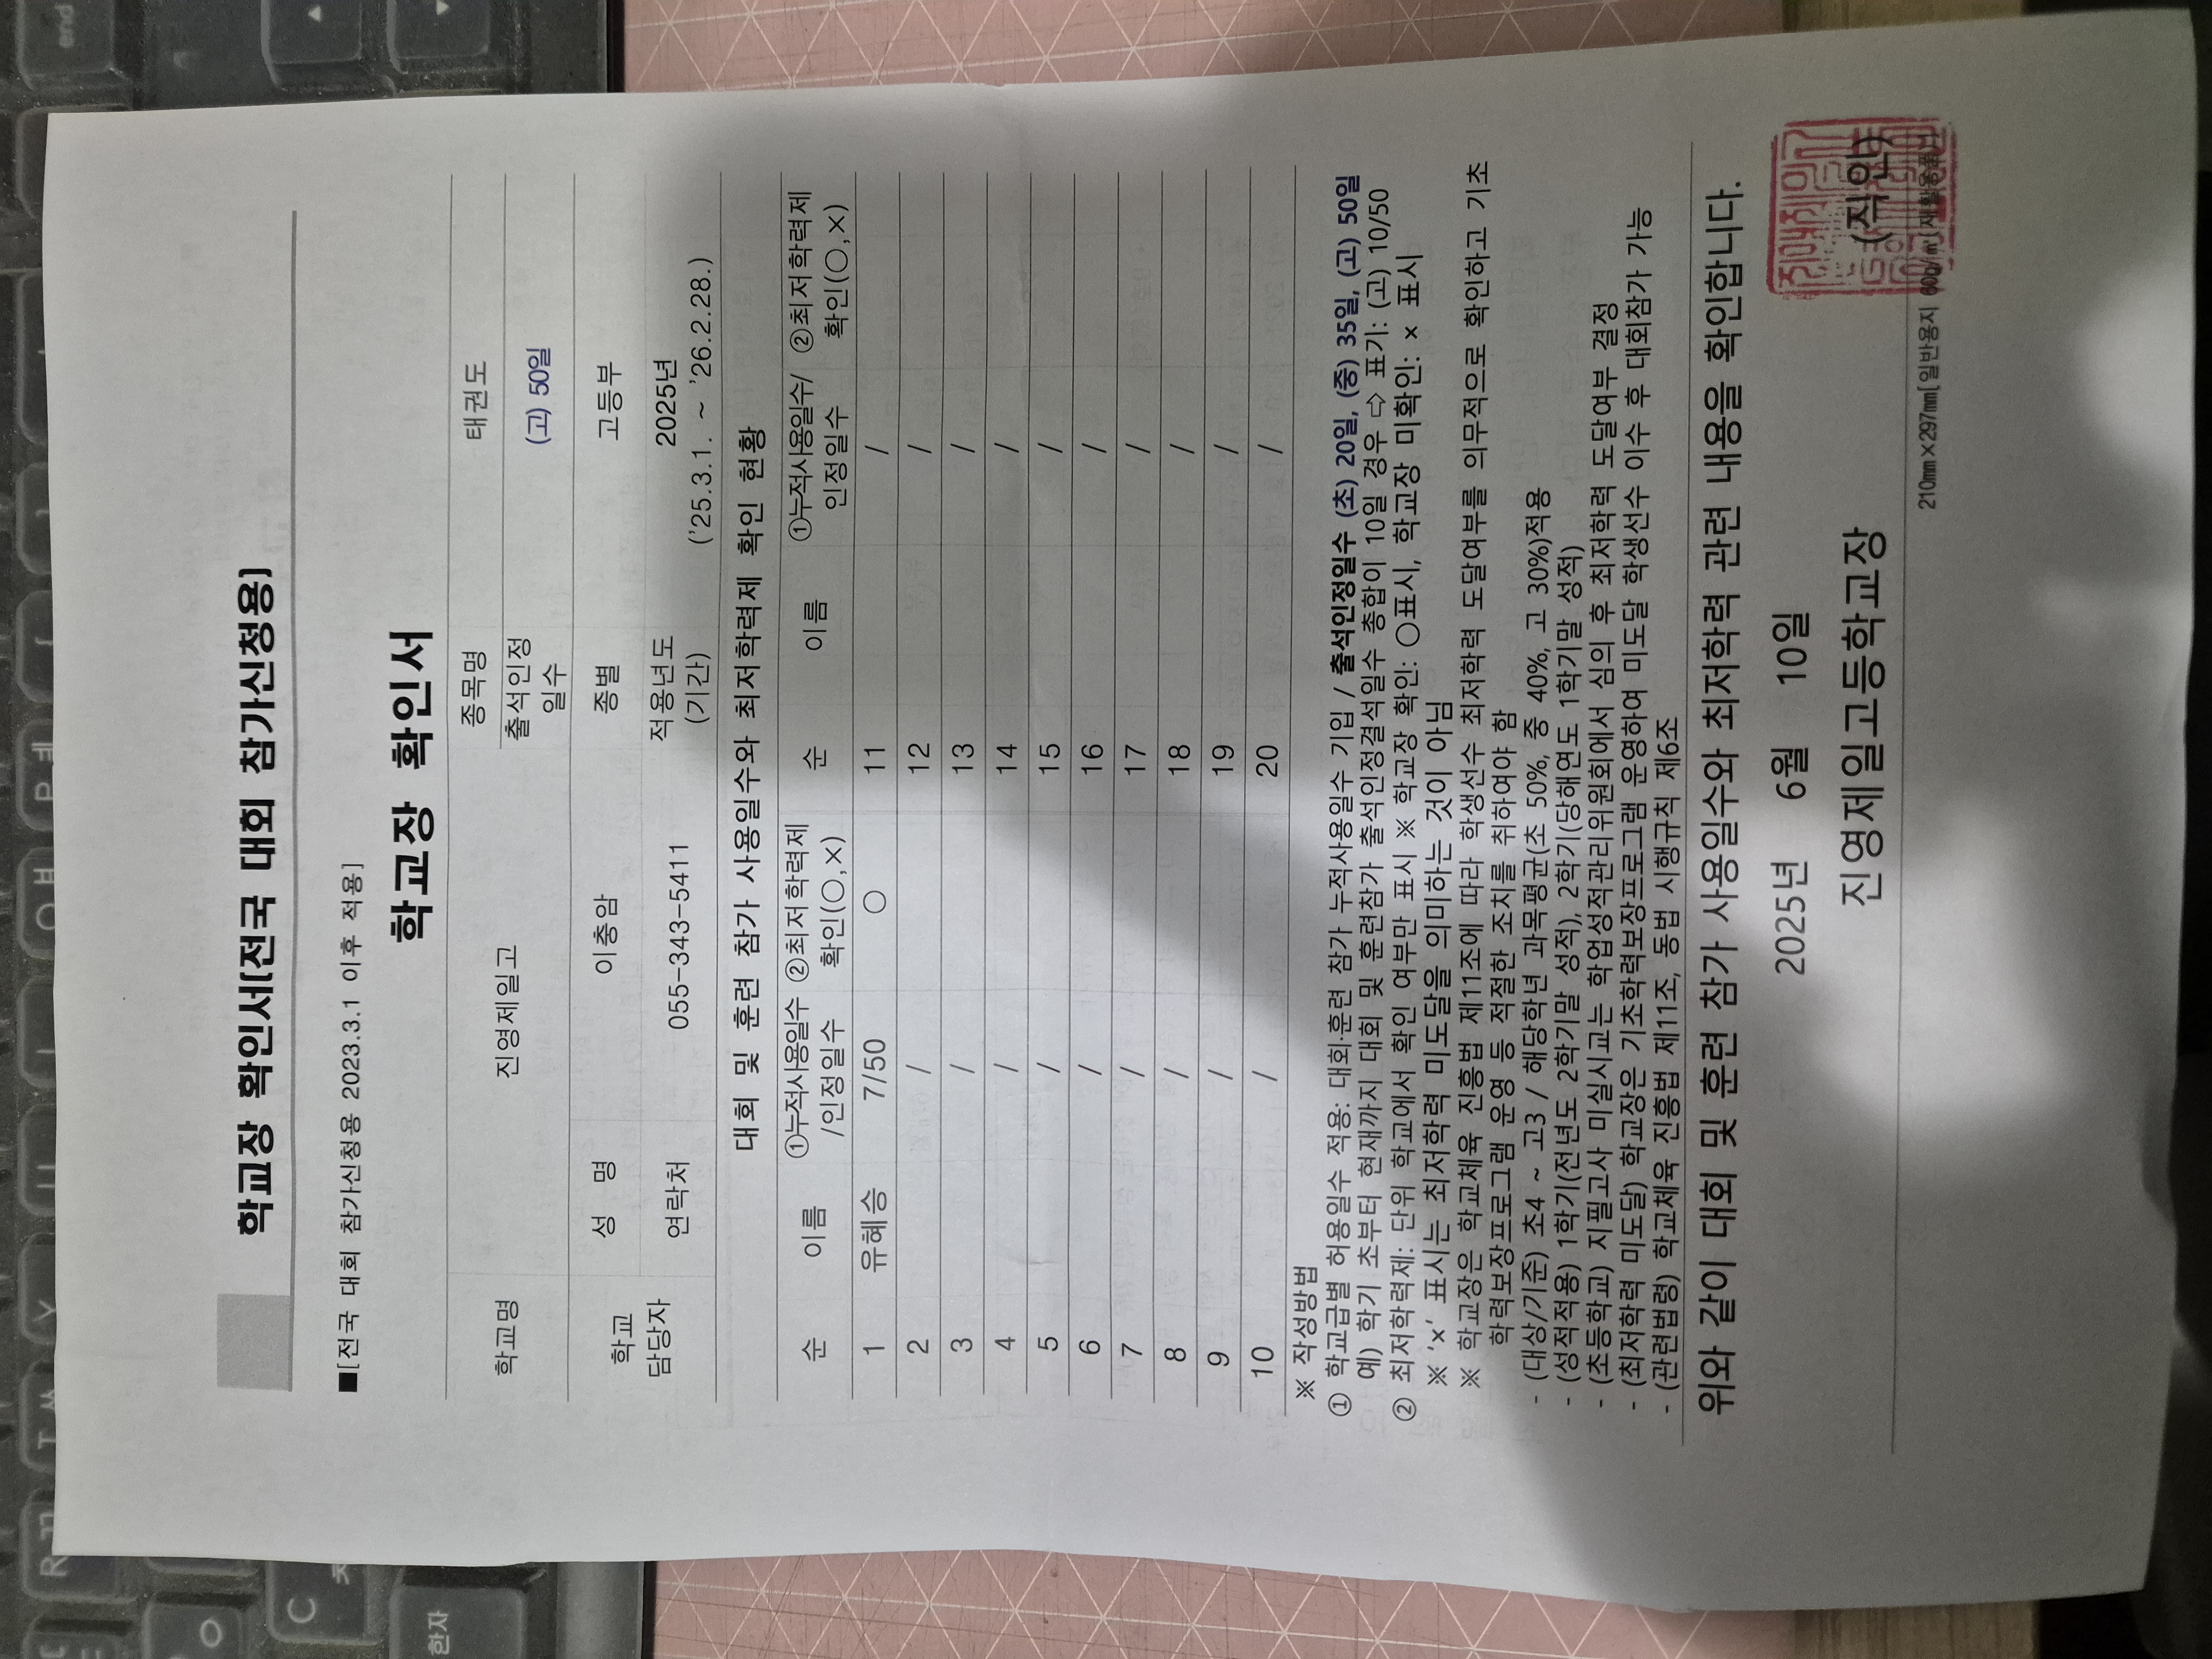 학교장 확인서[전국 대회 참가신청용]
■[전국 대회 참가신청용 2023.3.1 이후 적용]
학교장 확인서
학교명 진영제일고 종목명 태권도
출석인정
일수 (고) 50일
학교
담당자 성 명 이충암 종별 고등부
연락처 055-343-5411 적용년도
(기간) 2025년
('25.3.1. ~ '26.2.28.)
대회 및 훈련 참가 사용일수와 최저학력제 확인 현황
순 이름 ①누적사용일수
/인정일수 ②최저학력제
확인(○,×) 순 이름 ①누적사용일수/
인정일수 ②최저학력제
확인(○,×)
1 유혜승 7/50 ○ 11 /
2 / 12 /
3 / 13 /
4 / 14 /
5 / 15 /
6 / 16 /
7 / 17 /
8 / 18 /
9 / 19 /
10 / 20 /
※ 작성방법
① 학교급별 허용일수 적용: 대회·훈련 참가 누적사용일수 기입 / 출석인정일수 (초) 20일, (중) 35일, (고) 50일
예) 학기 초부터 현재까지 대회 및 훈련참가 출석인정결석일수 총합이 10일 경우 ⇨ 표기: (고) 10/50
② 최저학력제: 단위 학교에서 확인 여부만 표시 ※ 학교장 확인: ○표시, 학교장 미확인: × 표시
※ '×' 표시는 최저학력 미도달을 의미하는 것이 아님
※ 학교장은 학교체육 진흥법 제11조에 따라 학생선수 최저학력 도달여부를 의무적으로 확인하고 기초
학력보장프로그램 운영 등 적절한 조치를 취하여야 함
- (대상/기준) 초4 ~ 고3 / 해당학년 과목평균(초 50%, 중 40%, 고 30%)적용
- (성적적용) 1학기(전년도 2학기말 성적), 2학기(당해연도 1학기말 성적)
- (초등학교) 지필고사 미실시교는 학업성적관리위원회에서 심의 후 최저학력 도달여부 결정
- (최저학력 미도달) 학교장은 기초학력보장프로그램 운영하여 미도달 학생선수 이수 후 대회참가 가능
- (관련법령) 학교체육 진흥법 제11조, 동법 시행규칙 제6조
위와 같이 대회 및 훈련 참가 사용일수와 최저학력 관련 내용을 확인합니다.
2025년 6월 10일
진영제일고등학교장 (직인)
210mm×297mm[일반용지 60g/㎡(재활용품)]